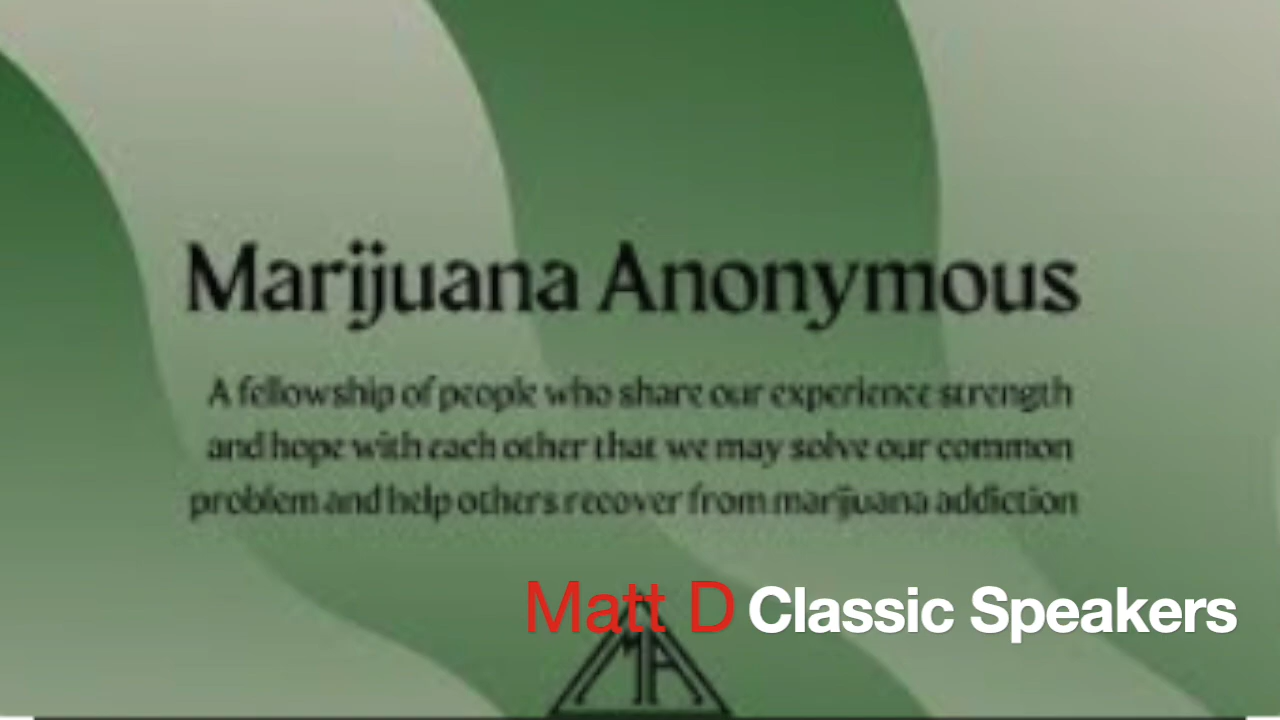 Marijuana Anonymous
A fellowship of people who share our experience strength
and hope with each other that we may solve our common
problem and help others recover from marijuana addiction
Matt D Classic Speakers
MA